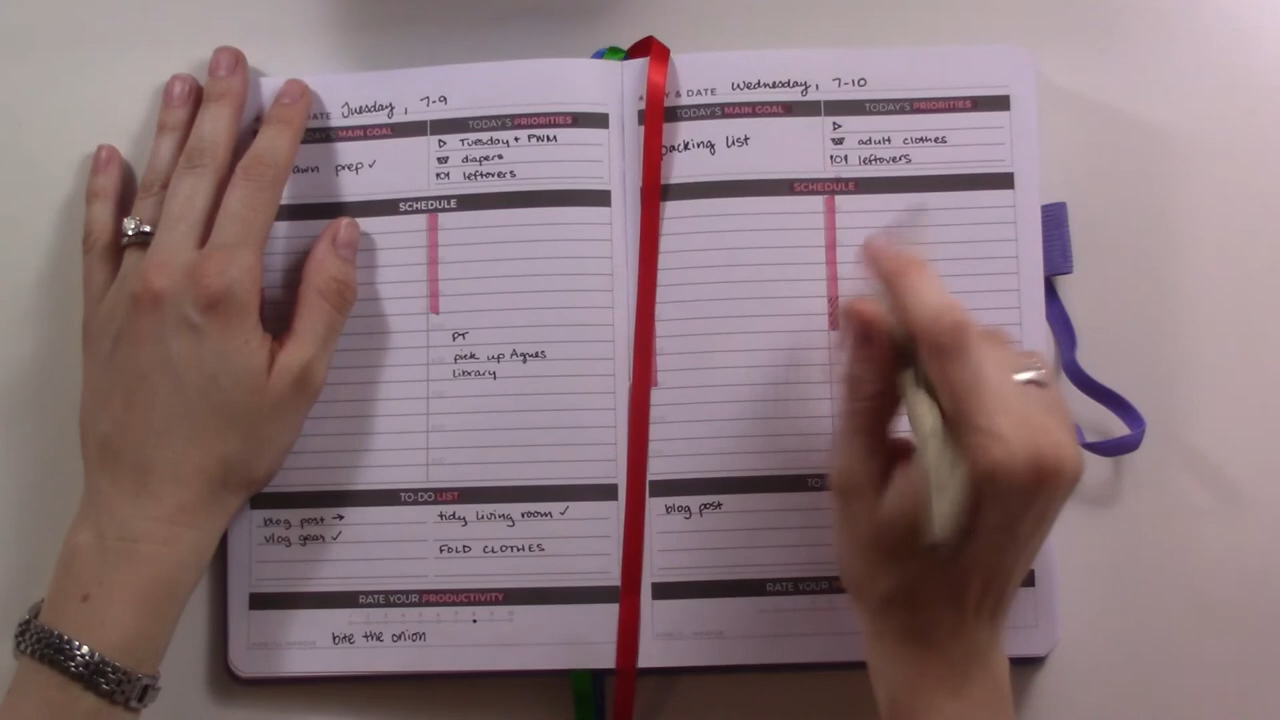 DATE Tuesday, 7-9
TODAY'S MAIN GOAL
TODAY'S PRIORITIES
awn prep ✓
Tuesday + PWM
diapers
leftovers
SCHEDULE
PT
pick up Agnes
library
TO-DO LIST
blog post →
vlog gear ✓
tidy living room ✓
FOLD CLOTHES
RATE YOUR PRODUCTIVITY
bite the onion
Y & DATE Wednesday, 7-10
TODAY'S MAIN GOAL
TODAY'S PRIORITIES
packing list
adult clothes
leftovers
SCHEDULE
TO-
blog post
RATE YOUR